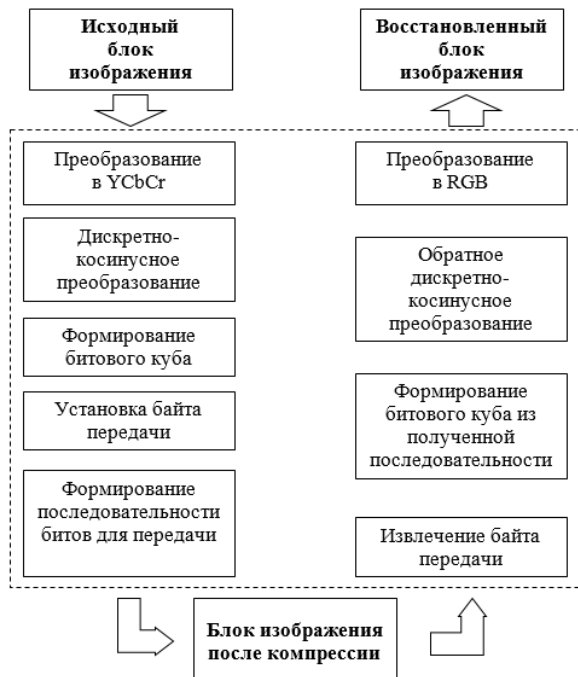 Исходный
блок
изображения
Восстановленный
блок
изображения
Преобразование
в YCbCr
Дискретно-
косинусное
преобразование
Формирование
битового куба
Установка байта
передачи
Формирование
последовательности
битов для передачи
Преобразование
в RGB
Обратное
дискретно-
косинусное
преобразование
Формирование
битового куба из
полученной
последовательности
Извлечение байта
передачи
Блок изображения
после компрессии